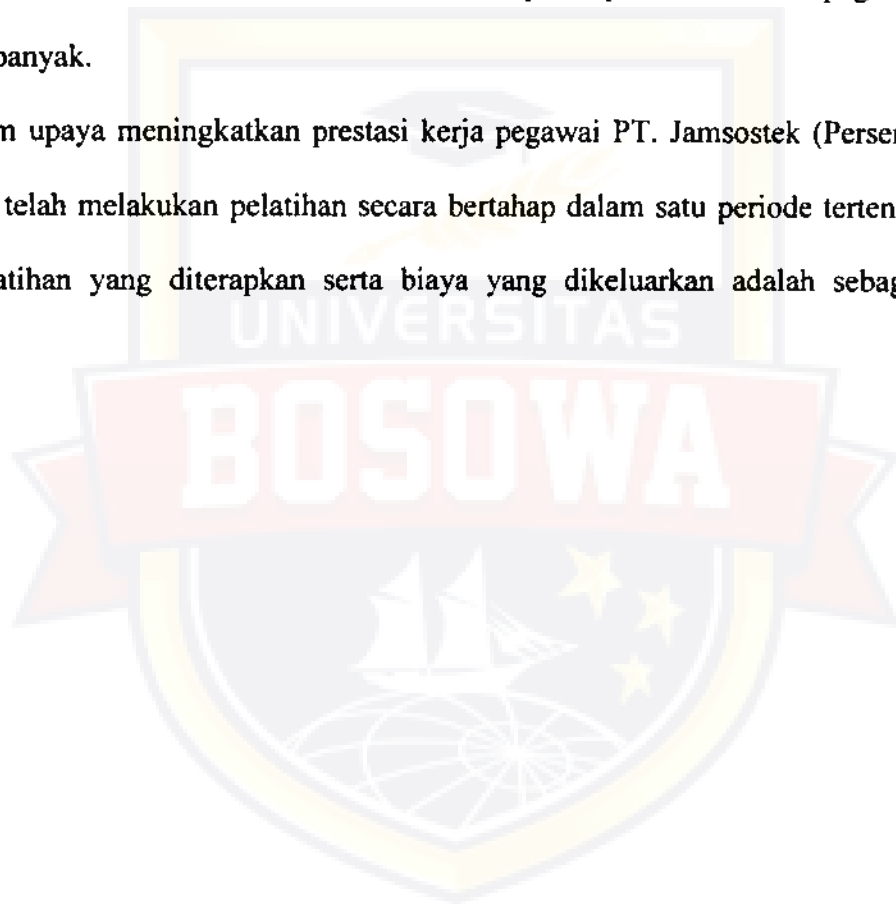 banyak.
m upaya meningkatkan prestasi kerja pegawai PT. Jamsostek (Perser
telah melakukan pelatihan secara bertahap dalam satu periode terten
atihan yang diterapkan serta biaya yang dikeluarkan adalah sebag
UNIVERSITAS
BOSOWA